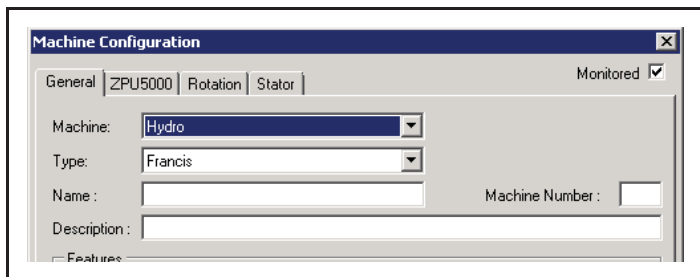 Machine Configuration
General ZPU5000 Rotation Stator Monitored
Machine: Hydro
Type: Francis
Name : Machine Number :
Description :
Features